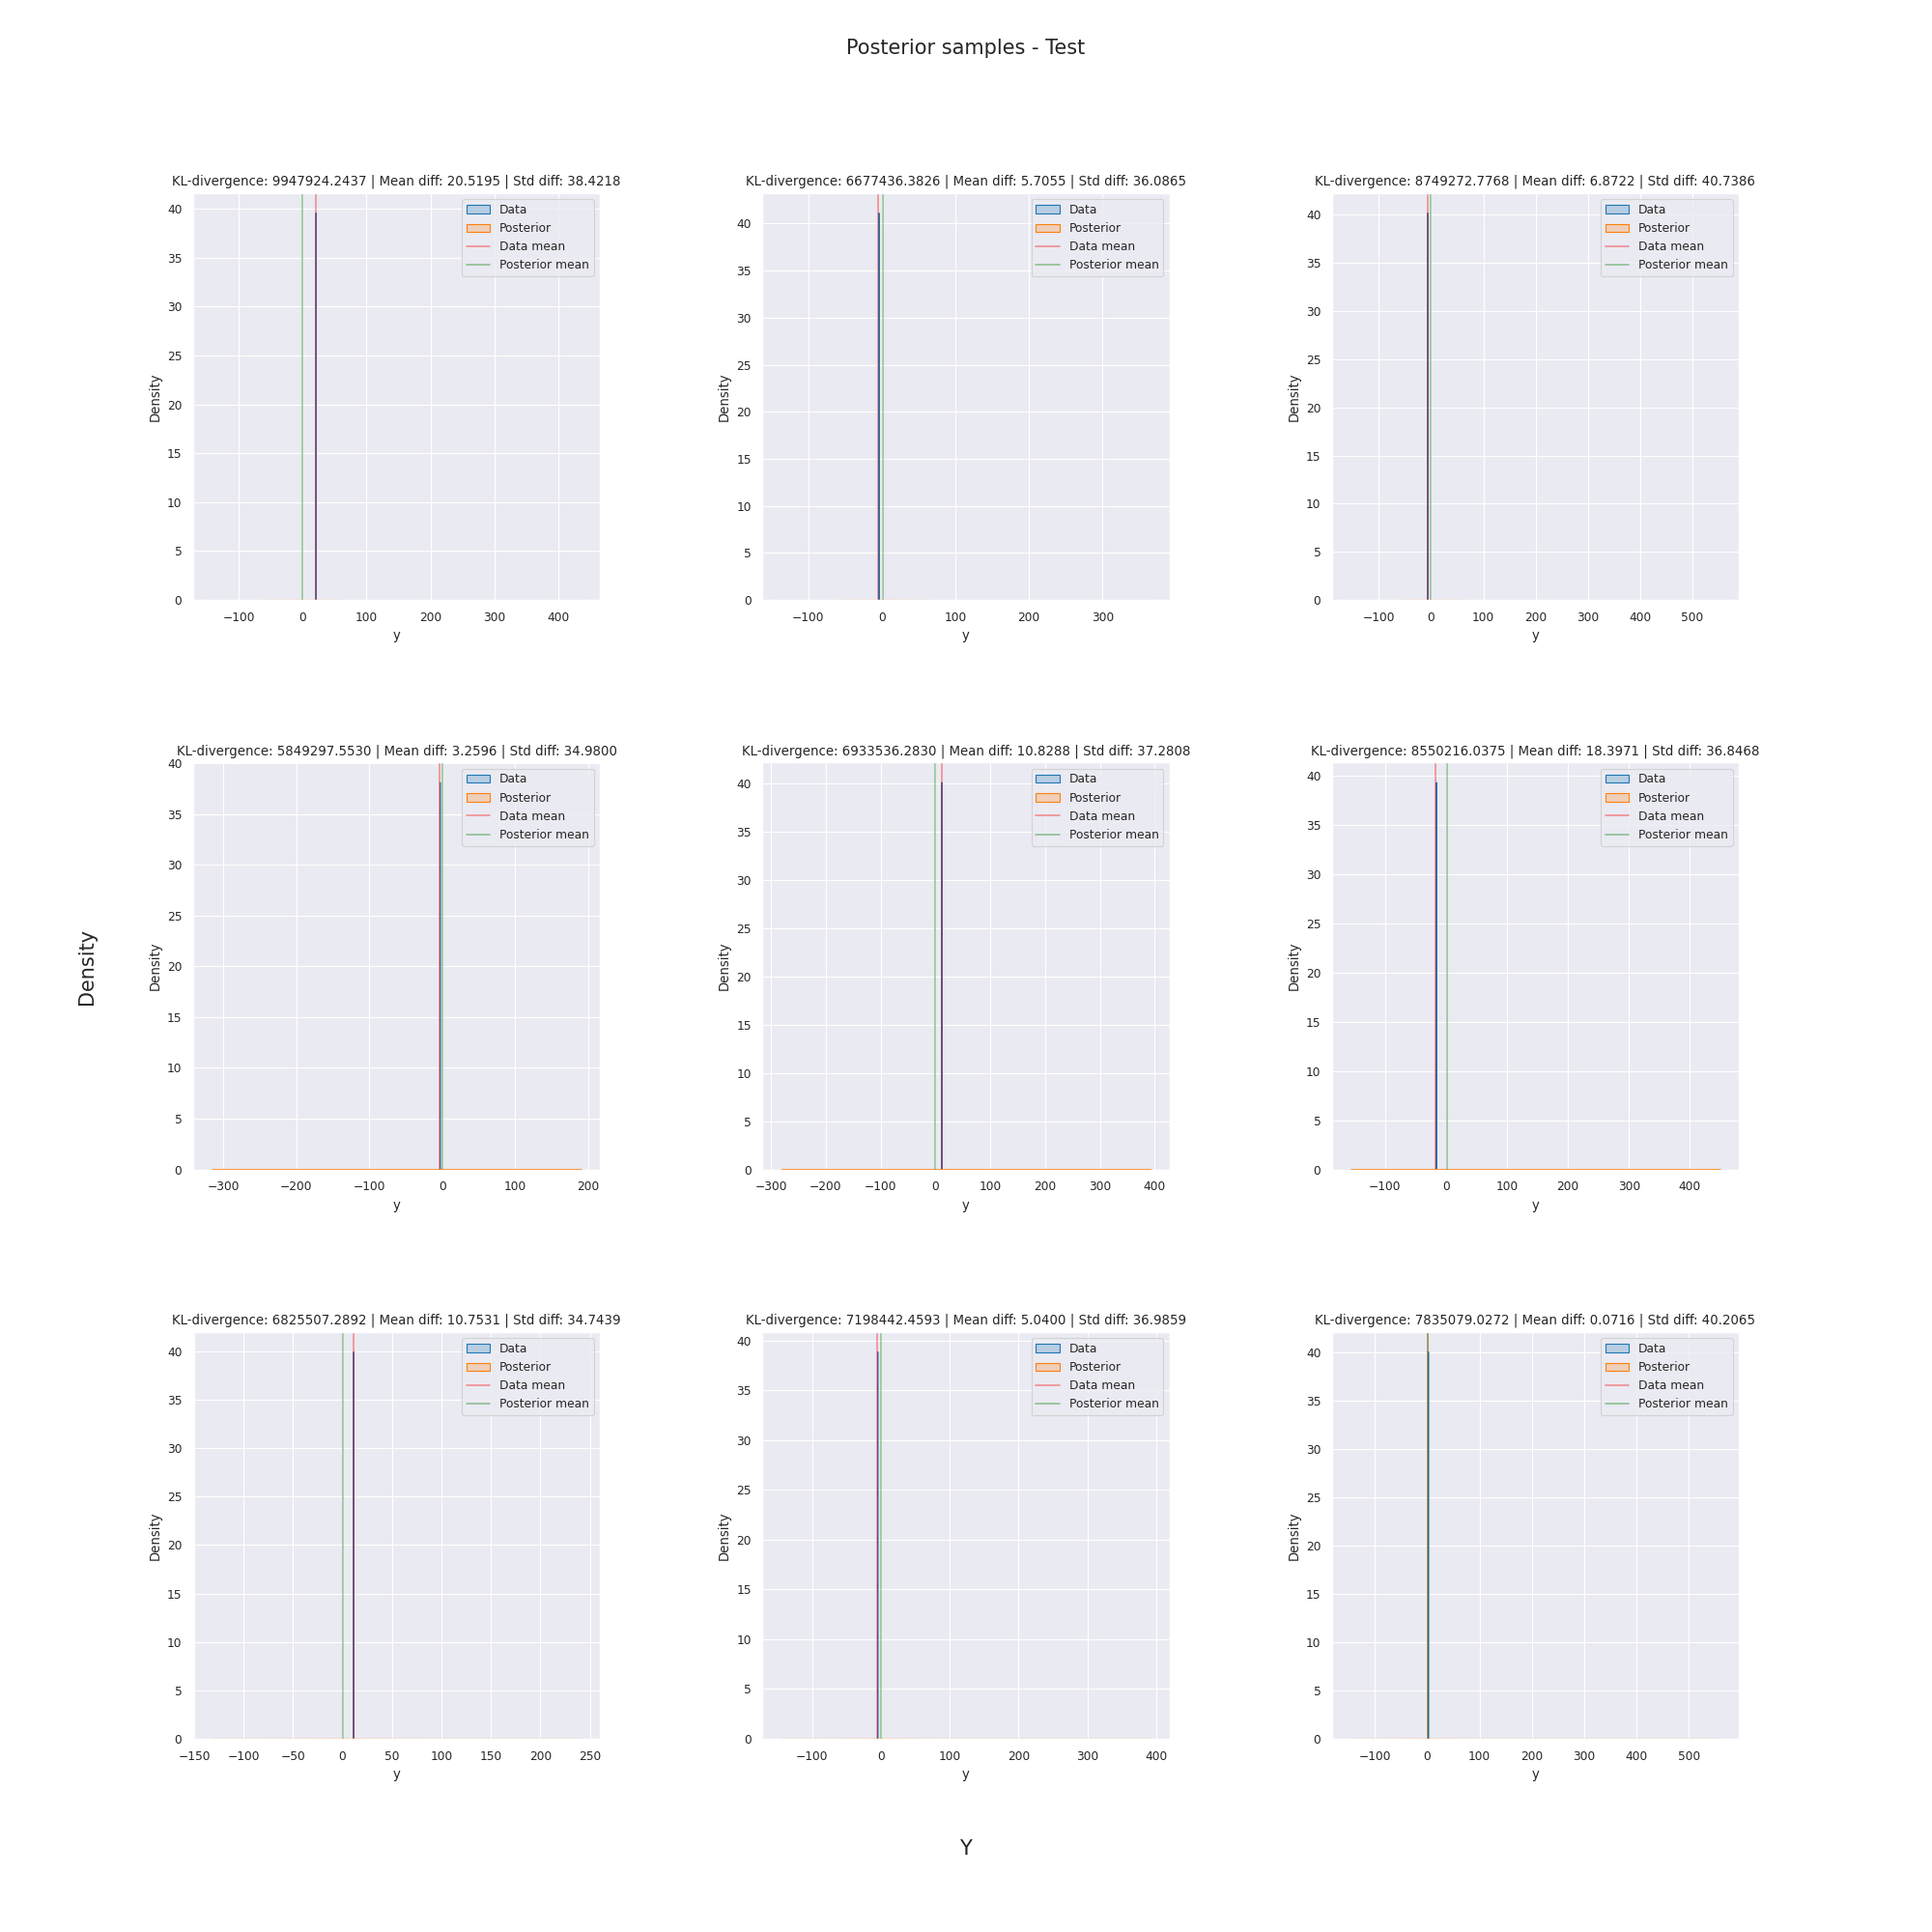 Posterior samples - Test
KL-divergence: 9947924.2437 | Mean diff: 20.5195 | Std diff: 38.4218
Data
Posterior
Data mean
Posterior mean
40
35
30
25
20
15
10
5
0
Density
−100 0 100 200 300 400
y
KL-divergence: 6677436.3826 | Mean diff: 5.7055 | Std diff: 36.0865
Data
Posterior
Data mean
Posterior mean
40
35
30
25
20
15
10
5
0
Density
−100 0 100 200 300
y
KL-divergence: 8749272.7768 | Mean diff: 6.8722 | Std diff: 40.7386
Data
Posterior
Data mean
Posterior mean
40
35
30
25
20
15
10
5
0
Density
−100 0 100 200 300 400 500
y
Density
KL-divergence: 5849297.5530 | Mean diff: 3.2596 | Std diff: 34.9800
Data
Posterior
Data mean
Posterior mean
40
35
30
25
20
15
10
5
0
Density
−300 −200 −100 0 100 200
y
KL-divergence: 6933536.2830 | Mean diff: 10.8288 | Std diff: 37.2808
Data
Posterior
Data mean
Posterior mean
40
35
30
25
20
15
10
5
0
Density
−300 −200 −100 0 100 200 300 400
y
KL-divergence: 8550216.0375 | Mean diff: 18.3971 | Std diff: 36.8468
Data
Posterior
Data mean
Posterior mean
40
35
30
25
20
15
10
5
0
Density
−100 0 100 200 300 400
y
KL-divergence: 6825507.2892 | Mean diff: 10.7531 | Std diff: 34.7439
Data
Posterior
Data mean
Posterior mean
40
35
30
25
20
15
10
5
0
Density
−150 −100 −50 0 50 100 150 200 250
y
KL-divergence: 7198442.4593 | Mean diff: 5.0400 | Std diff: 36.9859
Data
Posterior
Data mean
Posterior mean
40
35
30
25
20
15
10
5
0
Density
−100 0 100 200 300 400
y
KL-divergence: 7835079.0272 | Mean diff: 0.0716 | Std diff: 40.2065
Data
Posterior
Data mean
Posterior mean
40
35
30
25
20
15
10
5
0
Density
−100 0 100 200 300 400 500
y
Y